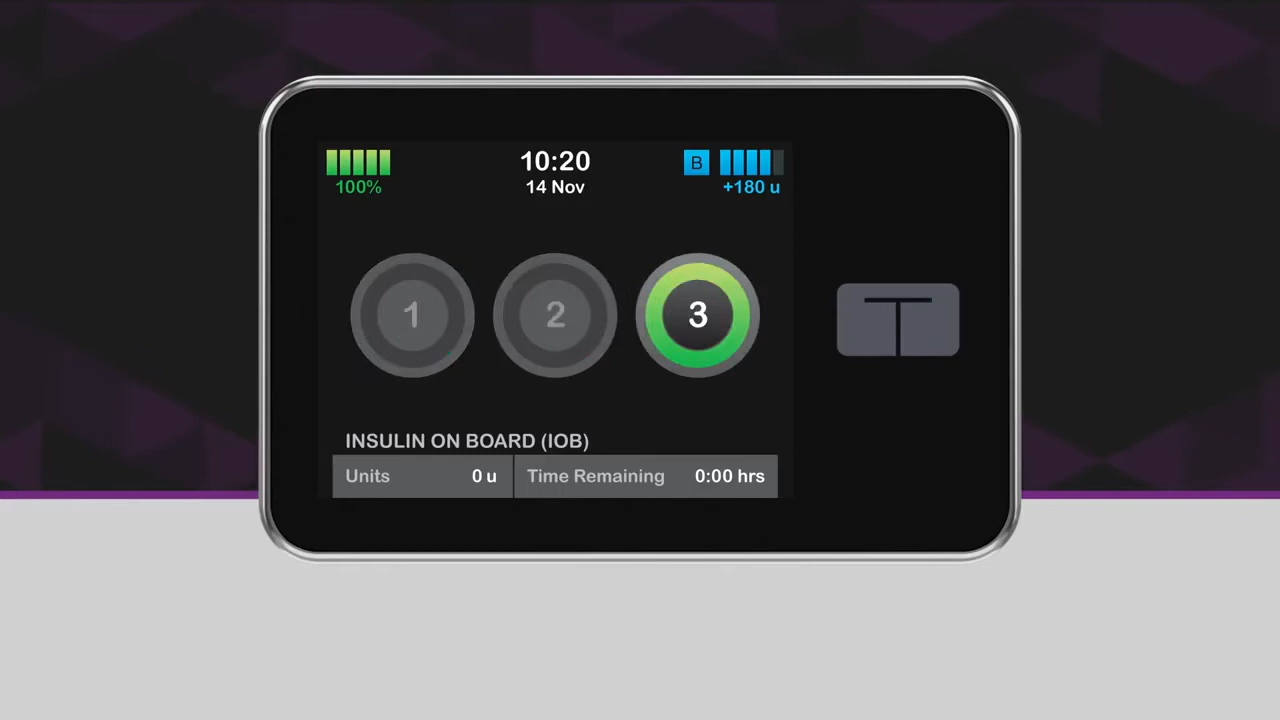 10:20
B
100%
14 Nov
+180 u
1 2 3
INSULIN ON BOARD (IOB)
Units 0 u Time Remaining 0:00 hrs